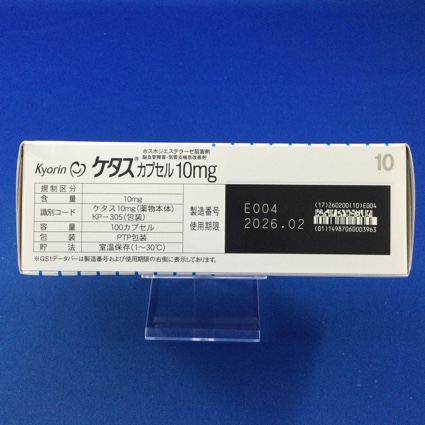 ホスホジエステラーゼ阻害剤
脳血管障害・気管支喘息改善剤
Kyorin ケタス®カプセル10mg
10
規制区分
含量 10mg
識別コード ケタス10mg(薬物本体) KP-305(包装)
容量 100カプセル
包装 PTP包装
貯法 室温保存(1~30℃)
製造番号 E004
使用期限 2026.02
(17)260200(10)E004
(01)14987060003963
※GS1データバーは製造番号および使用期限の右側に表示しています。